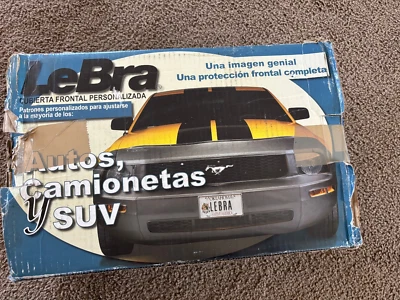 LeBra
CUBIERTA FRONTAL PERSONALIZADA
Patrones personalizados para ajustarse
a la mayoría de los:
Una imagen genial
Una protección frontal completa
Autos,
Camionetas
y SUV
LEBRA